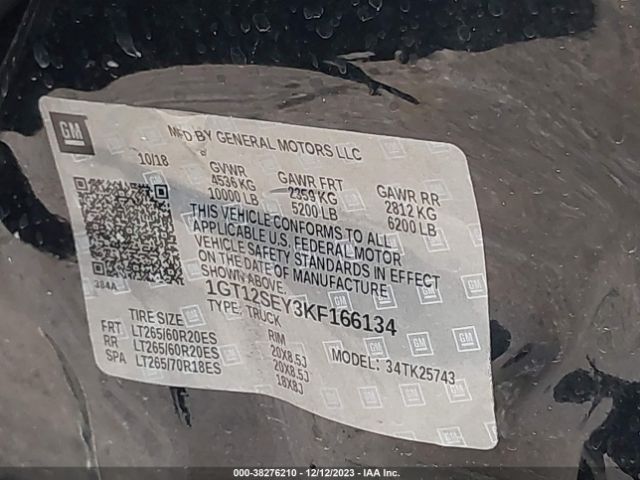 GM
MFD BY GENERAL MOTORS LLC
10/18
GVWR
4536 KG
10000 LB
GAWR FRT
2359 KG
5200 LB
GAWR RR
2812 KG
6200 LB
THIS VEHICLE CONFORMS TO ALL
APPLICABLE U.S. FEDERAL MOTOR
VEHICLE SAFETY STANDARDS IN EFFECT
ON THE DATE OF MANUFACTURE
SHOWN ABOVE.
384A
1GT12SEY3KF166134
TYPE: TRUCK
TIRE SIZE
RIM
FRT LT265/60R20ES 20X8.5J
RR LT265/60R20ES 20X8.5J
SPA LT265/70R18ES 18X8J
MODEL: 34TK25743
000-38276210 - 12/12/2023 - IAA Inc.